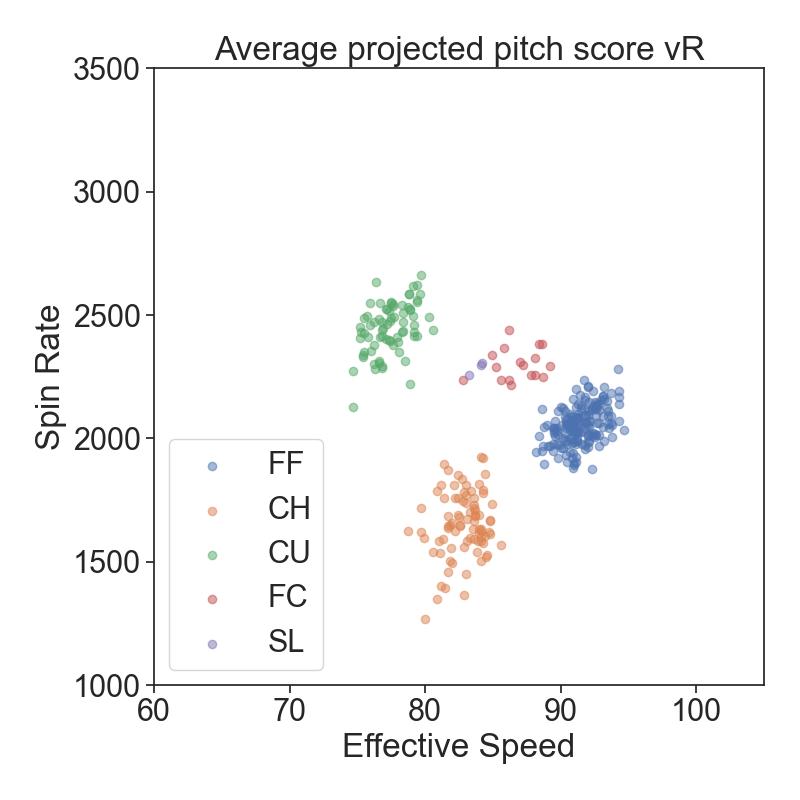 Average projected pitch score vR
3500
3000
2500
2000
1500
1000
Spin Rate
FF
CH
CU
FC
SL
60
70
80
90
100
Effective Speed